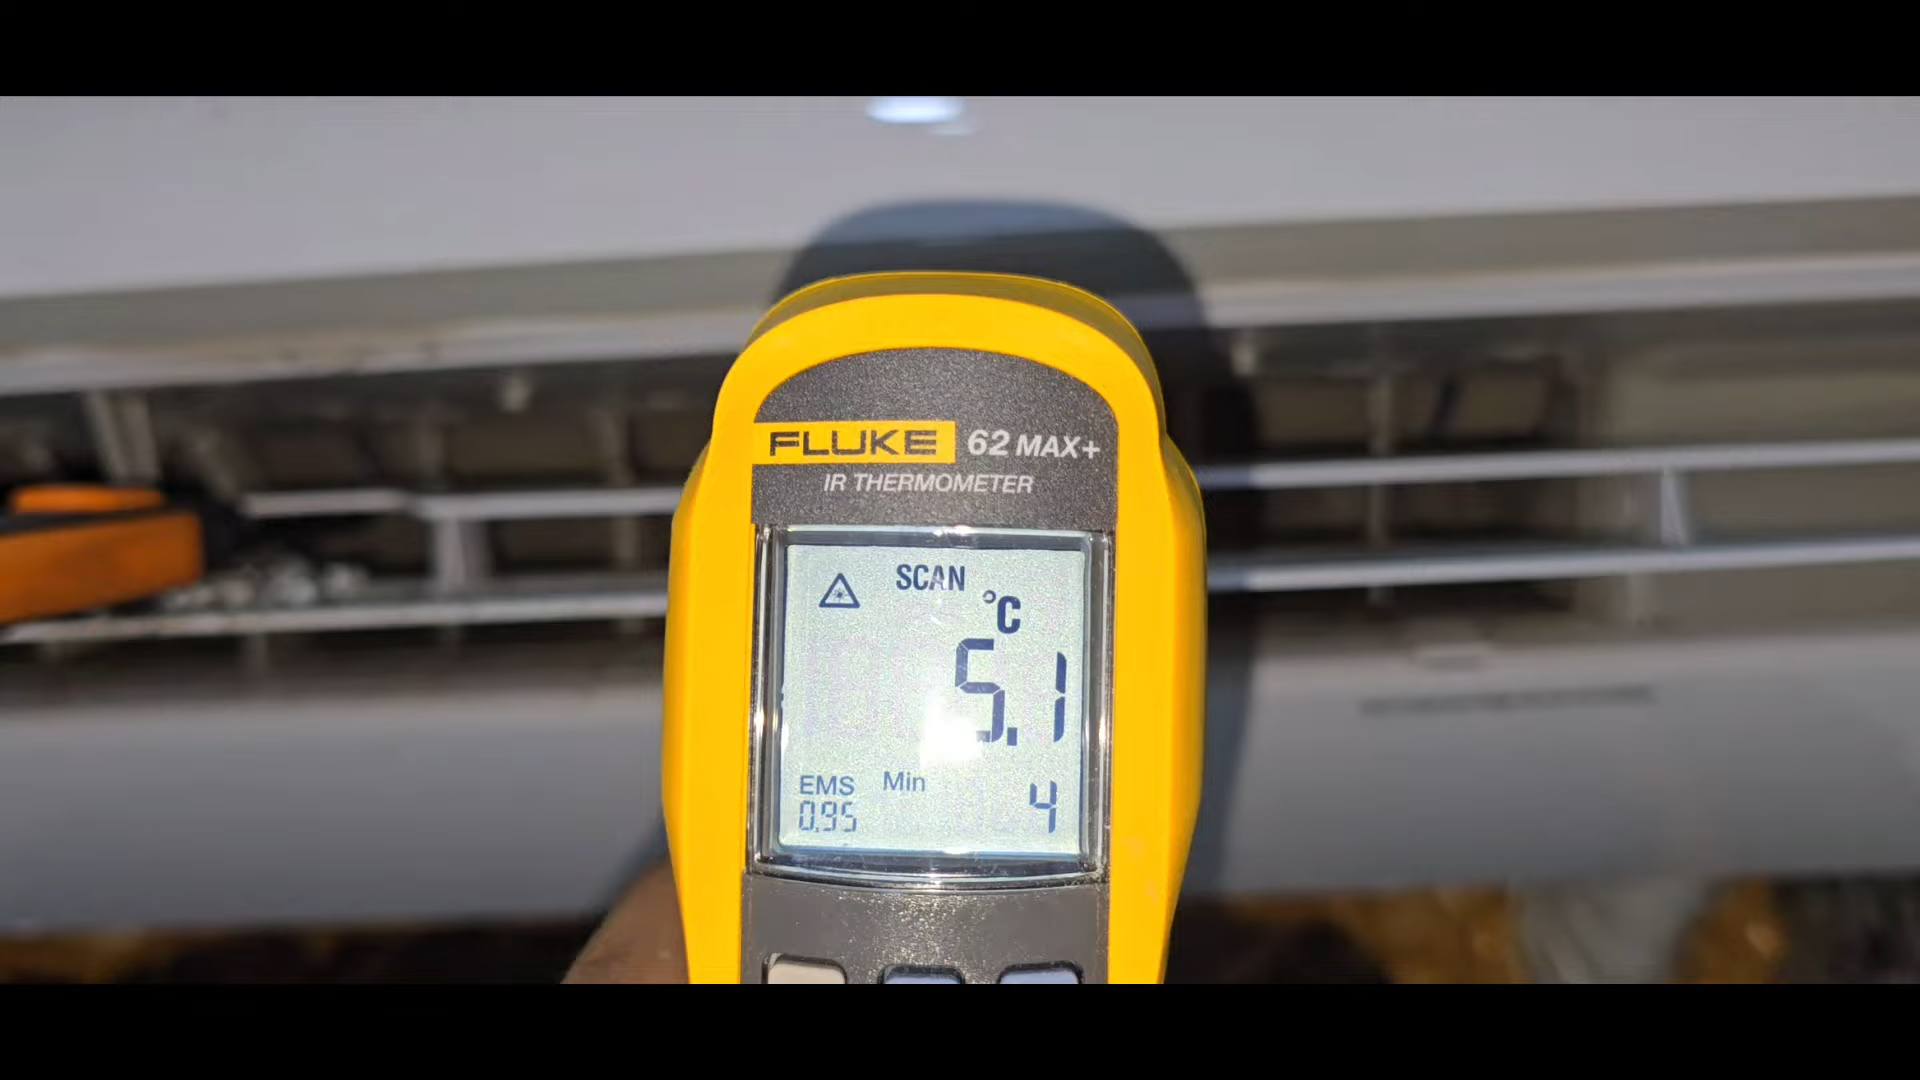 FLUKE 62 MAX+
IR THERMOMETER
SCAN
°C
5.1
EMS Min
0.95 4